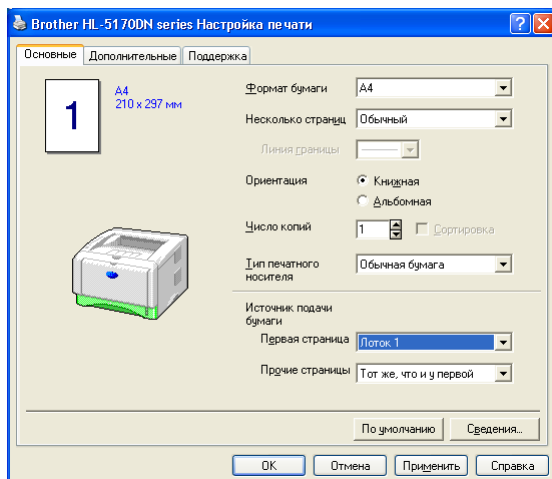 Brother HL-5170DN series Настройка печати
Основные Дополнительные Поддержка
1
A4
210 x 297 мм
Формат бумаги A4
Несколько страниц Обычный
Линия границы
Ориентация Книжная
Альбомная
Число копий 1 Сортировка
Тип печатного
носителя
Обычная бумага
Источник подачи
бумаги
Первая страница Лоток 1
Прочие страницы Тот же, что и у первой
По умолчанию Сведения...
OK Отмена Применить Справка